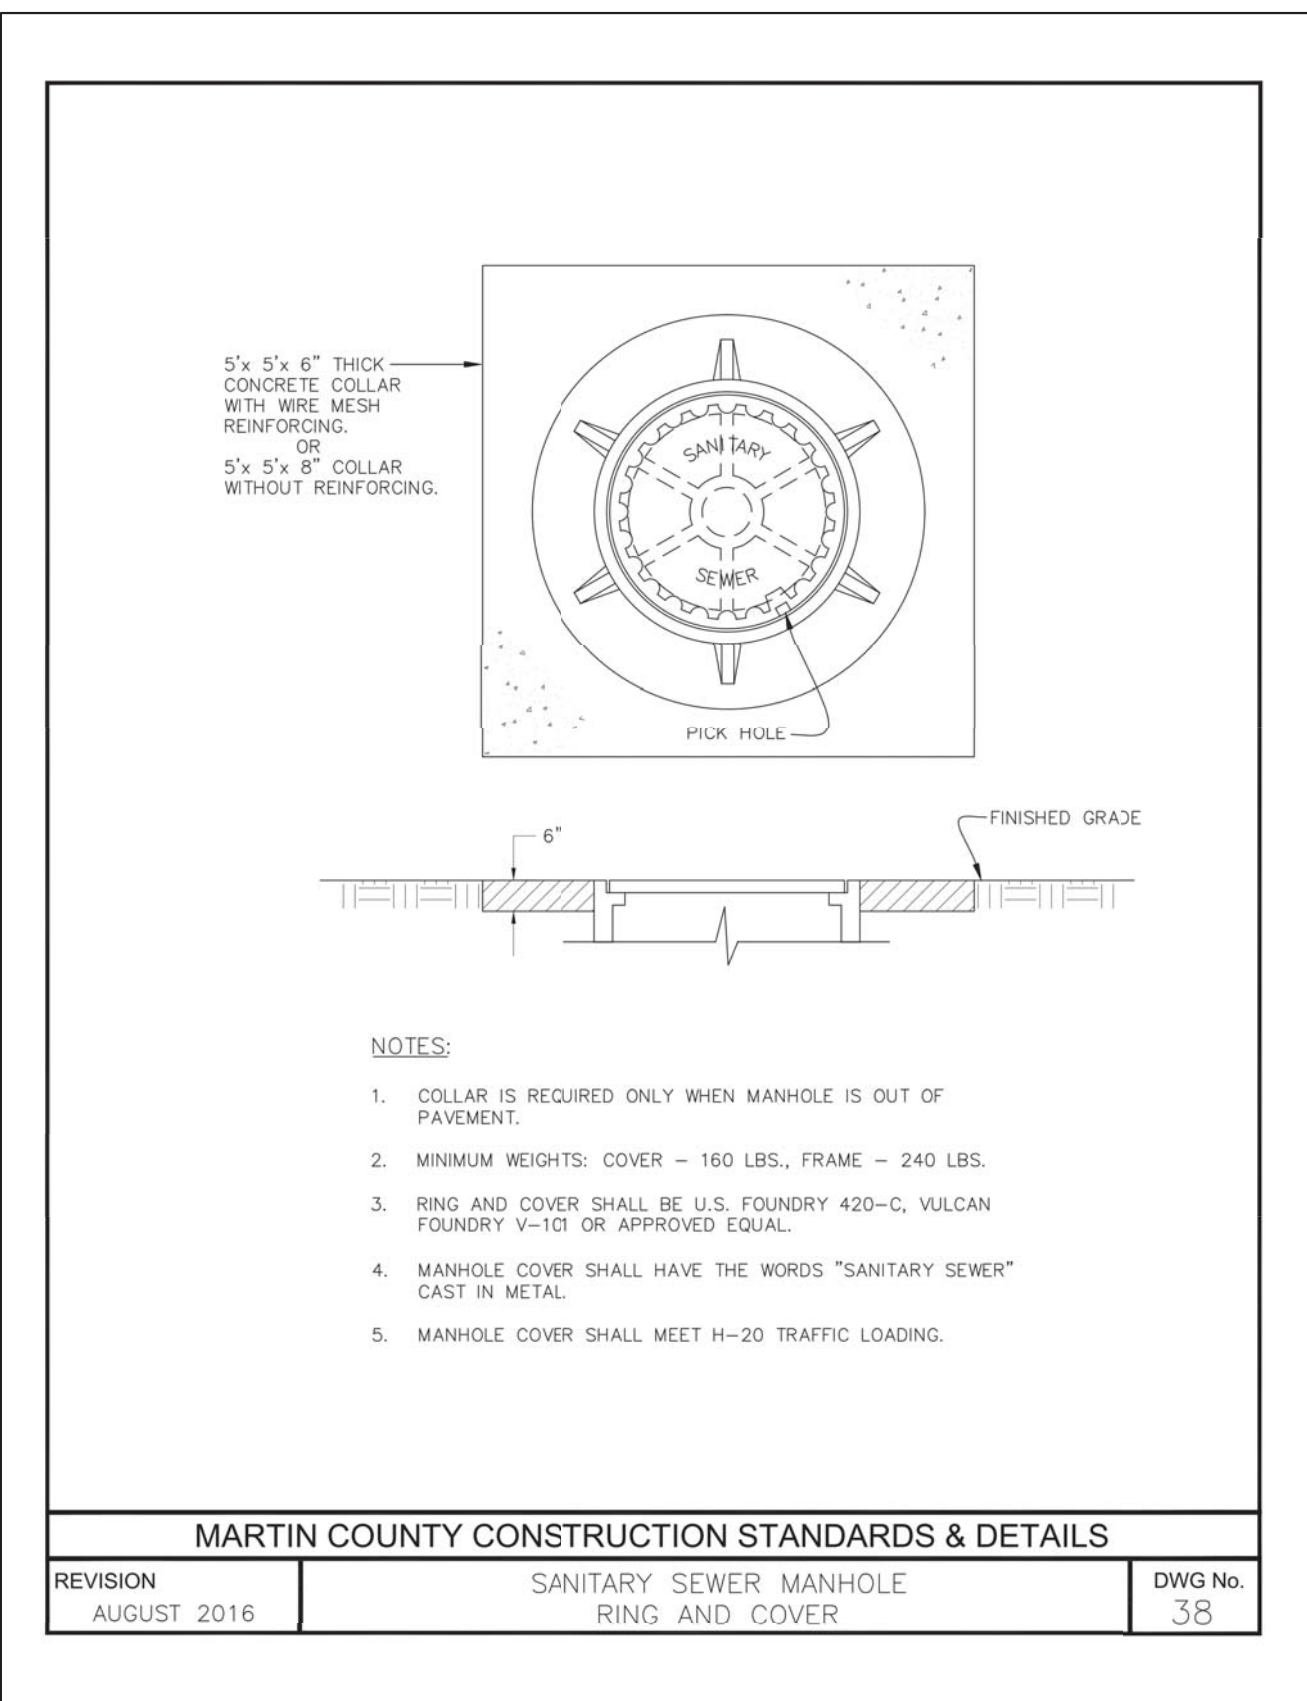 5'x 5'x 6" THICK
CONCRETE COLLAR
WITH WIRE MESH
REINFORCING.
OR
5'x 5'x 8" COLLAR
WITHOUT REINFORCING.
SANITARY
SEWER
PICK HOLE
6"
FINISHED GRADE
NOTES:
1. COLLAR IS REQUIRED ONLY WHEN MANHOLE IS OUT OF
PAVEMENT.
2. MINIMUM WEIGHTS: COVER – 160 LBS., FRAME – 240 LBS.
3. RING AND COVER SHALL BE U.S. FOUNDRY 420–C, VULCAN
FOUNDRY V–101 OR APPROVED EQUAL.
4. MANHOLE COVER SHALL HAVE THE WORDS "SANITARY SEWER"
CAST IN METAL.
5. MANHOLE COVER SHALL MEET H–20 TRAFFIC LOADING.
MARTIN COUNTY CONSTRUCTION STANDARDS & DETAILS
REVISION
AUGUST 2016
SANITARY SEWER MANHOLE
RING AND COVER
DWG No.
38